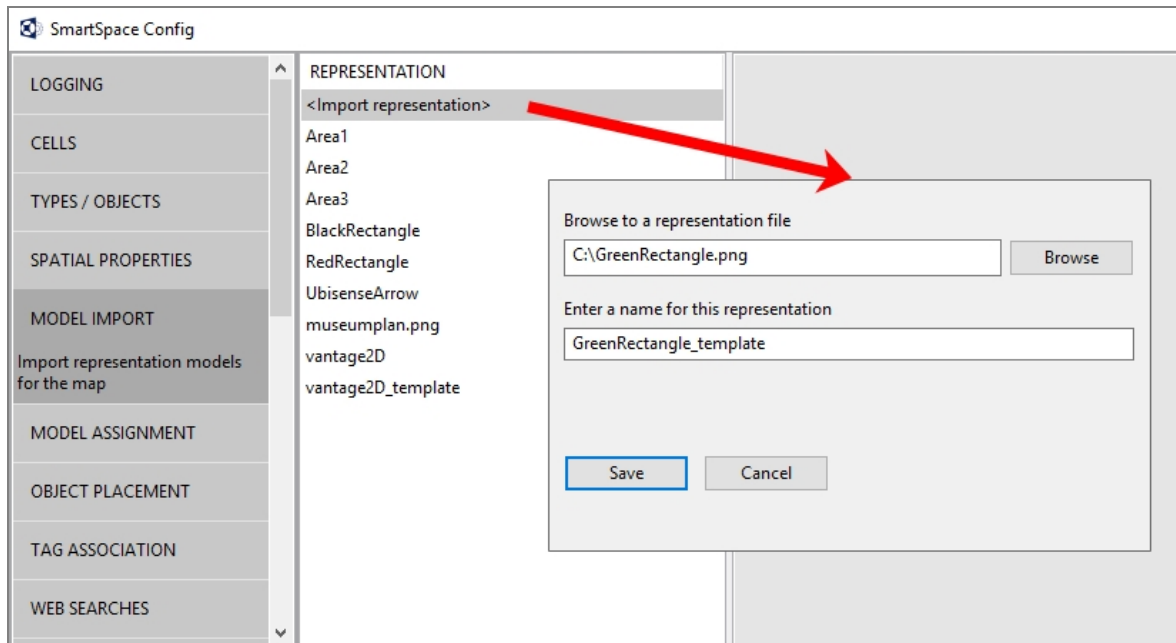 SmartSpace Config
LOGGING
CELLS
TYPES / OBJECTS
SPATIAL PROPERTIES
MODEL IMPORT
Import representation models
for the map
MODEL ASSIGNMENT
OBJECT PLACEMENT
TAG ASSOCIATION
WEB SEARCHES
REPRESENTATION
<Import representation>
Area1
Area2
Area3
BlackRectangle
RedRectangle
UbisenseArrow
museumplan.png
vantage2D
vantage2D_template
Browse to a representation file
C:\GreenRectangle.png
Browse
Enter a name for this representation
GreenRectangle_template
Save
Cancel